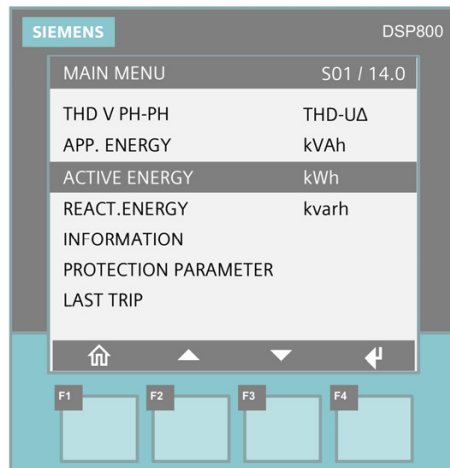 SIEMENS DSP800
MAIN MENU S01 / 14.0
THD V PH-PH THD-UΔ
APP. ENERGY kVAh
ACTIVE ENERGY kWh
REACT.ENERGY kvarh
INFORMATION
PROTECTION PARAMETER
LAST TRIP
F1 F2 F3 F4